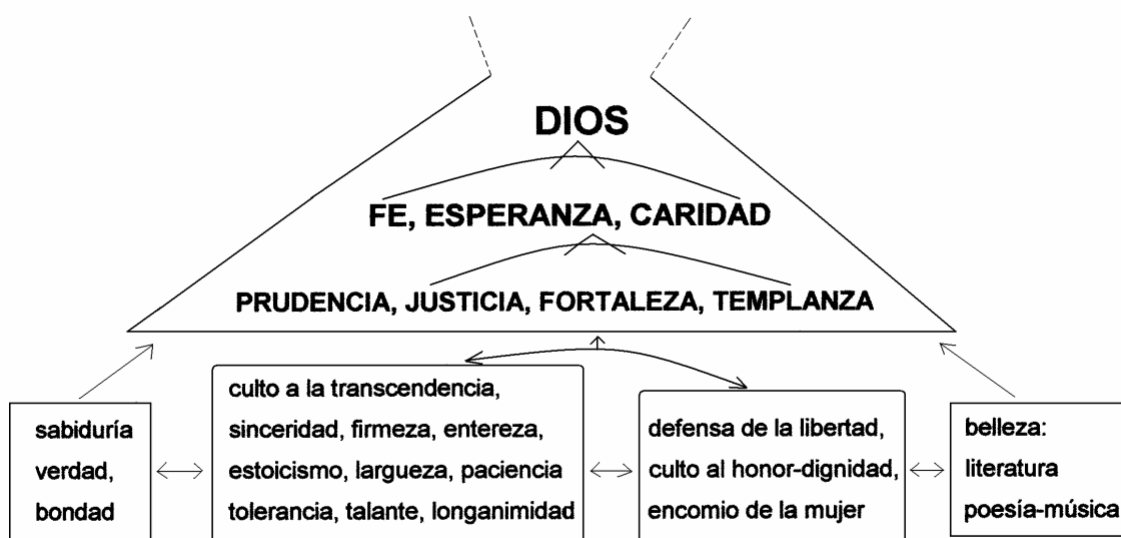 DIOS
FE, ESPERANZA, CARIDAD
PRUDENCIA, JUSTICIA, FORTALEZA, TEMPLANZA
sabiduría
verdad,
bondad
culto a la transcendencia,
sinceridad, firmeza, entereza,
estoicismo, largueza, paciencia
tolerancia, talante, longanimidad
defensa de la libertad,
culto al honor-dignidad,
encomio de la mujer
belleza:
literatura
poesía-música